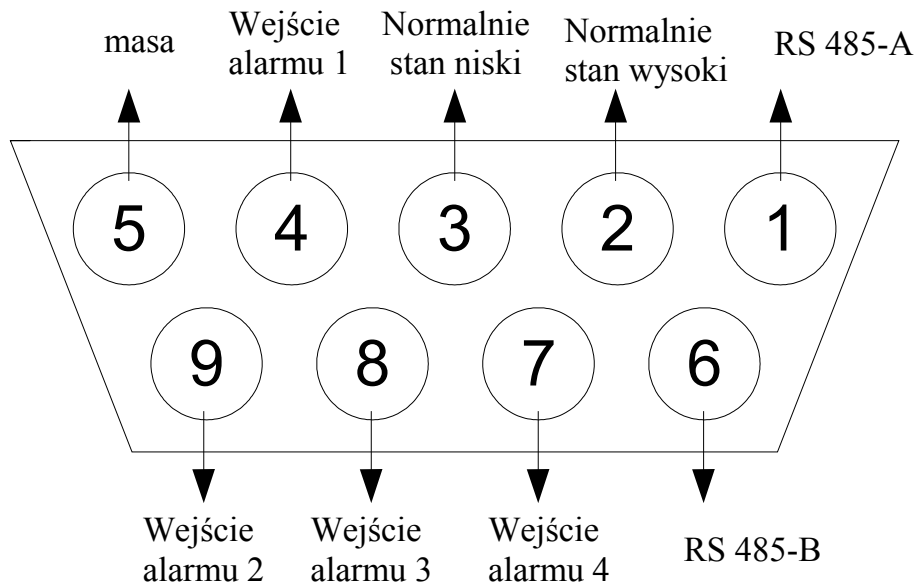 masa
Wejście
alarmu 1
Normalnie
stan niski
Normalnie
stan wysoki
RS 485-A
5
4
3
2
1
9
8
7
6
Wejście
alarmu 2
Wejście
alarmu 3
Wejście
alarmu 4
RS 485-B